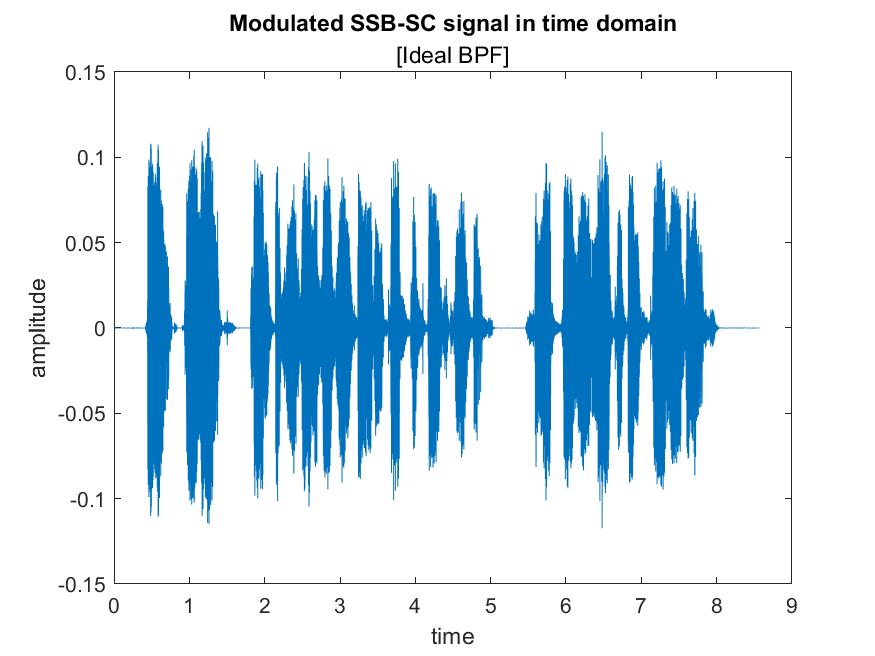 Modulated SSB-SC signal in time domain
[Ideal BPF]
0.15
0.1
0.05
0
-0.05
-0.1
-0.15
amplitude
0 1 2 3 4 5 6 7 8 9
time